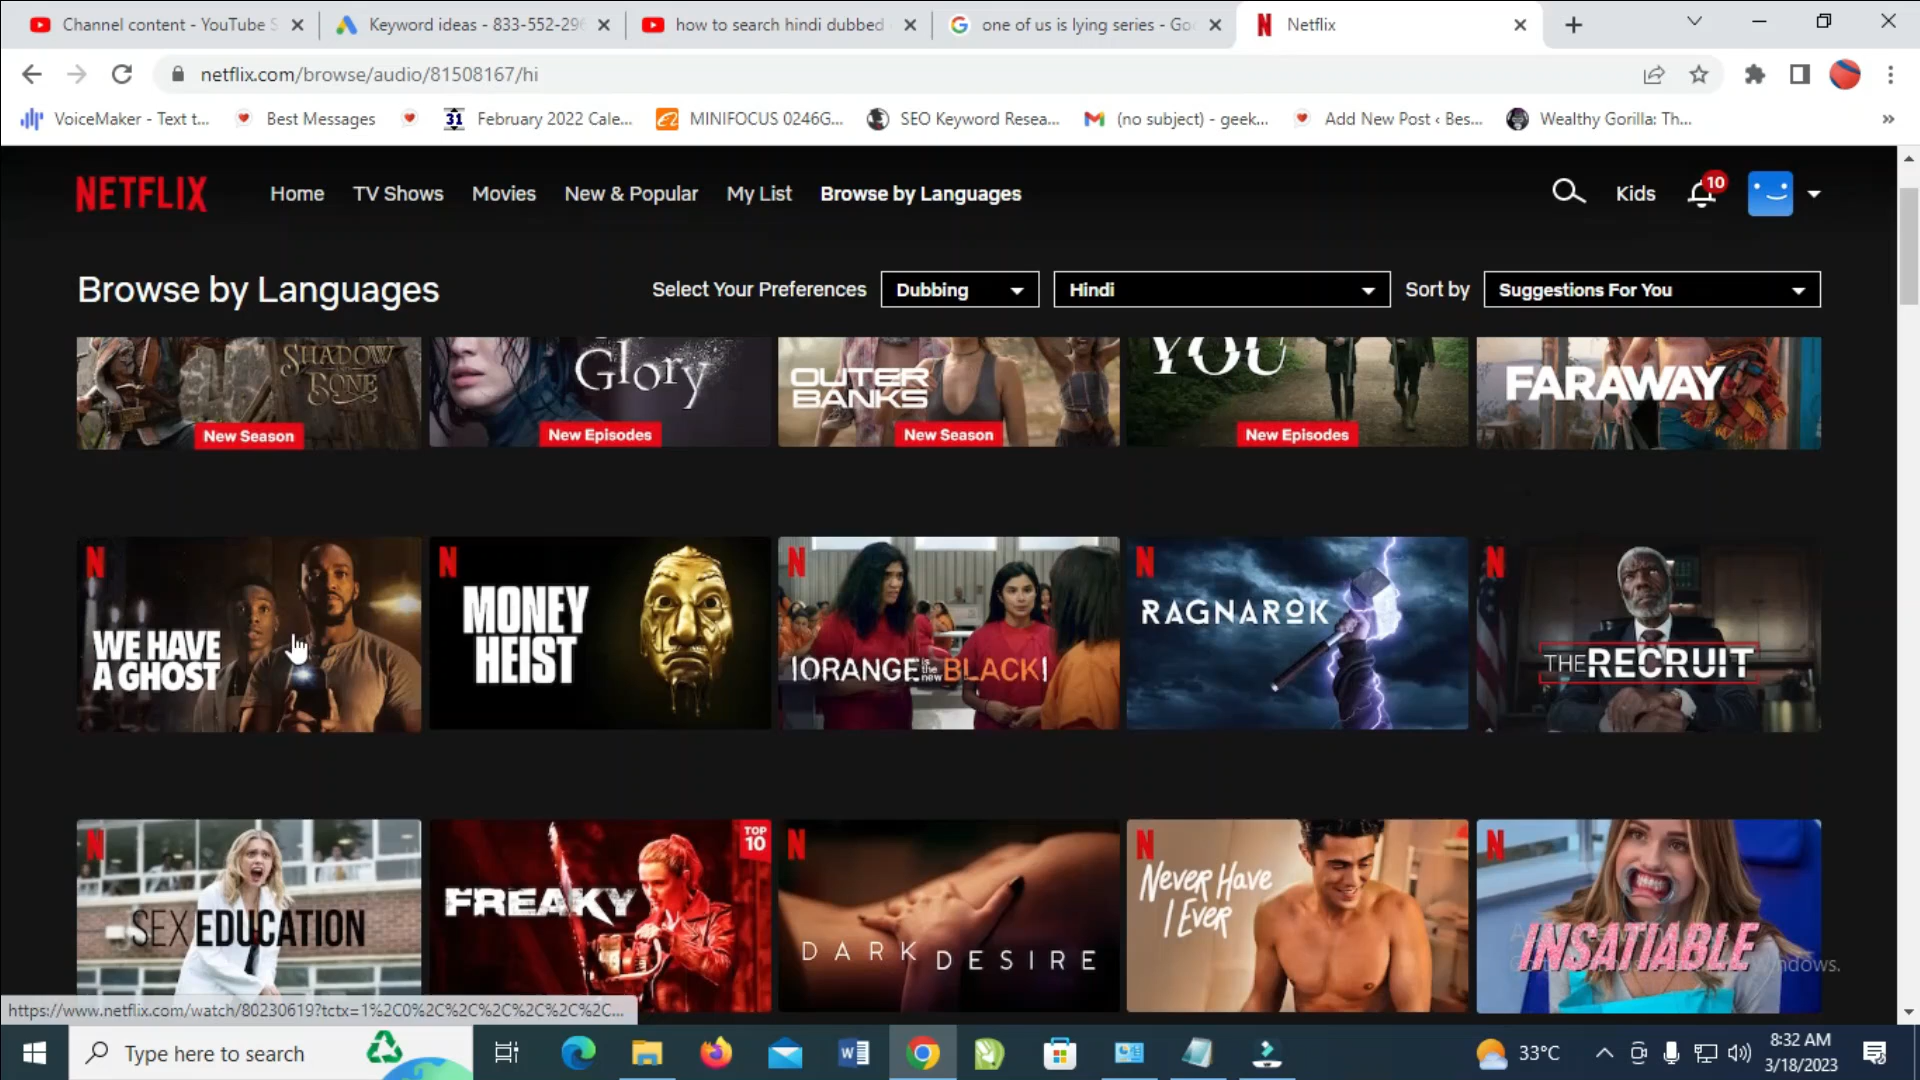 Channel content - YouTube S
Keyword ideas - 833-552-296
how to search hindi dubbed
one of us is lying series - Goo
Netflix
netflix.com/browse/audio/81508167/hi
VoiceMaker - Text t...
Best Messages
31
February 2022 Cale...
MINIFOCUS 0246G...
SEO Keyword Resea...
(no subject) - geek...
Add New Post ‹ Bes...
Wealthy Gorilla: Th...
»
NETFLIX
Home
TV Shows
Movies
New & Popular
My List
Browse by Languages
Kids
10
Browse by Languages
Select Your Preferences
Dubbing
Hindi
Sort by
Suggestions For You
SHADOW
AND
BONE
New Season
Glory
New Episodes
OUTER
BANKS
New Season
YOU
New Episodes
FARAWAY
N
WE HAVE
A GHOST
N
MONEY
HEIST
N
ORANGE is the new BLACK
N
RAGNAROK
N
THE RECRUIT
N
SEX EDUCATION
FREAKY
TOP
10
N
DARK DESIRE
N
Never Have
I Ever
N
INSATIABLE
https://www.netflix.com/watch/80230619?tctx=1%2C0%2C%2C%2C%2C%2C%2C...
Type here to search
33°C
8:32 AM
3/18/2023